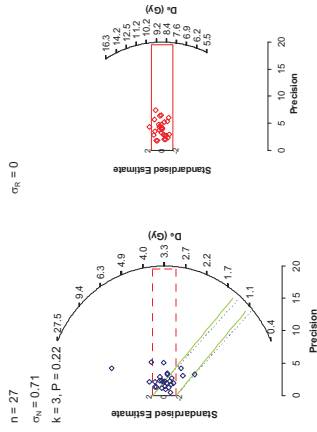 n = 27
σN = 0.71
k = 3, P = 0.22
27.5
9.4
6.3
4.9
4.0
3.3
2.7
2.2
1.7
1.1
0.4
Dₑ (Gy)
Standardised Estimate
2
0
-2
0 5 10 15 20
Precision
σR = 0
16.3
14.2
12.5
11.2
10.2
9.2
8.4
7.6
6.9
6.2
5.5
Dₑ (Gy)
Standardised Estimate
2
0
-2
0 5 10 15 20
Precision